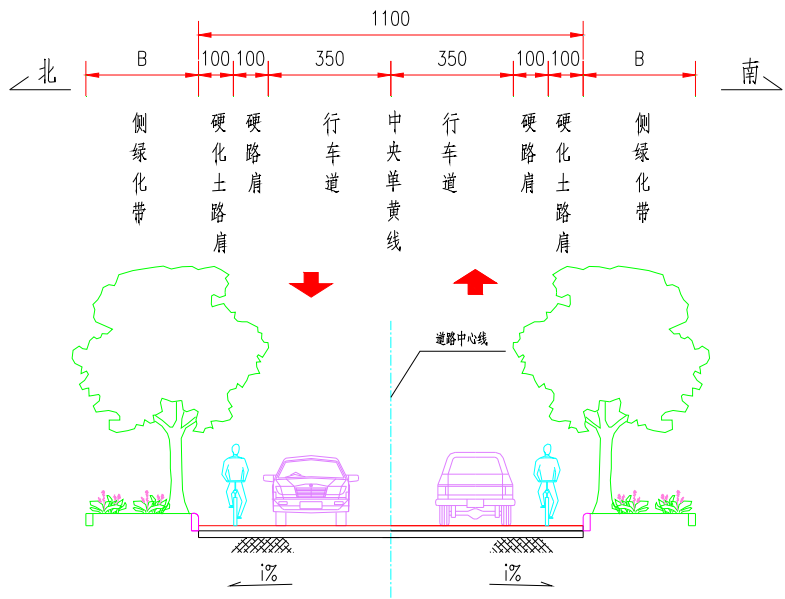 1100
B
100
100
350
350
100
100
B
北
南
侧绿化带
硬化土路肩
硬路肩
行车道
中央单黄线
行车道
硬路肩
硬化土路肩
侧绿化带
道路中心线
i%
i%